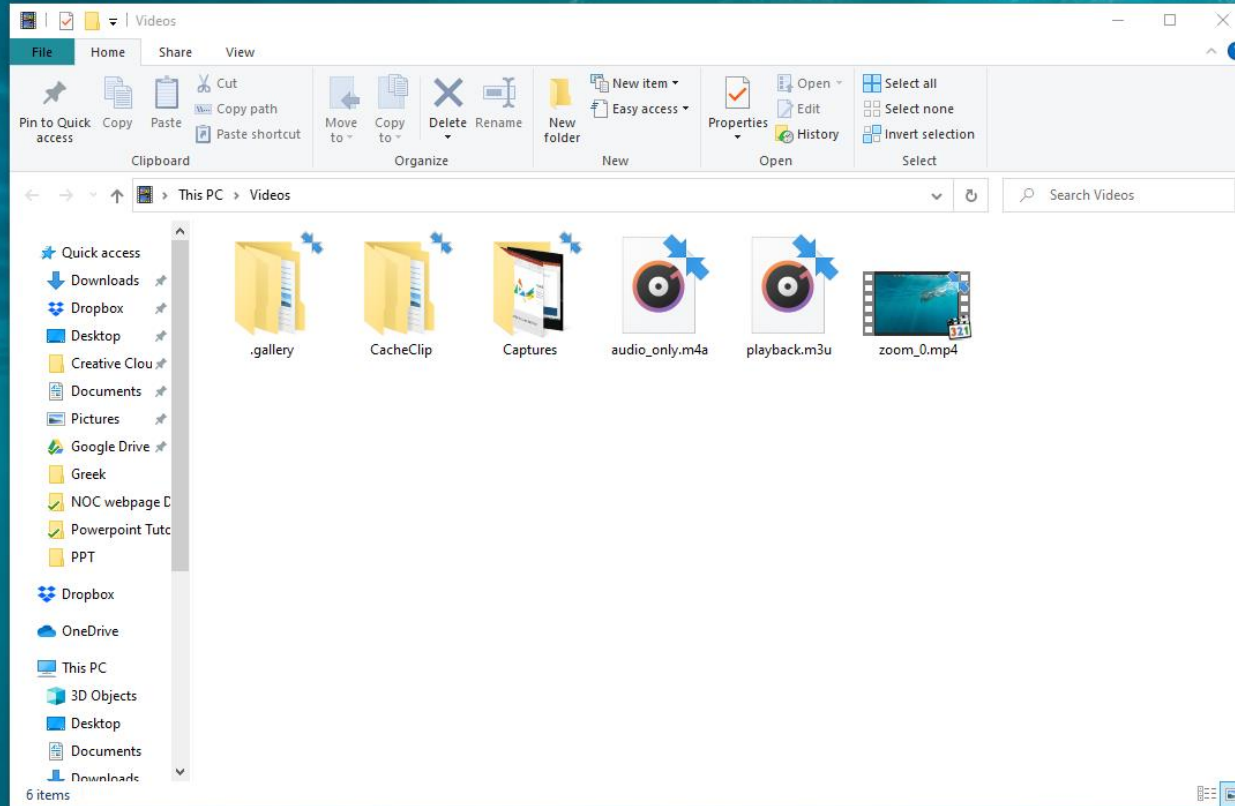 Videos
File Home Share View
Pin to Quick access
Copy
Paste
Cut
Copy path
Paste shortcut
Clipboard
Move to
Copy to
Delete
Rename
Organize
New folder
New item
Easy access
New
Properties
Open
Edit
History
Open
Select all
Select none
Invert selection
Select
This PC > Videos
Search Videos
Quick access
Downloads
Dropbox
Desktop
Creative Clou
Documents
Pictures
Google Drive
Greek
NOC webpage D
Powerpoint Tutc
PPT
Dropbox
OneDrive
This PC
3D Objects
Desktop
Documents
Downloads
.gallery
CacheClip
Captures
audio_only.m4a
playback.m3u
321
zoom_0.mp4
6 items